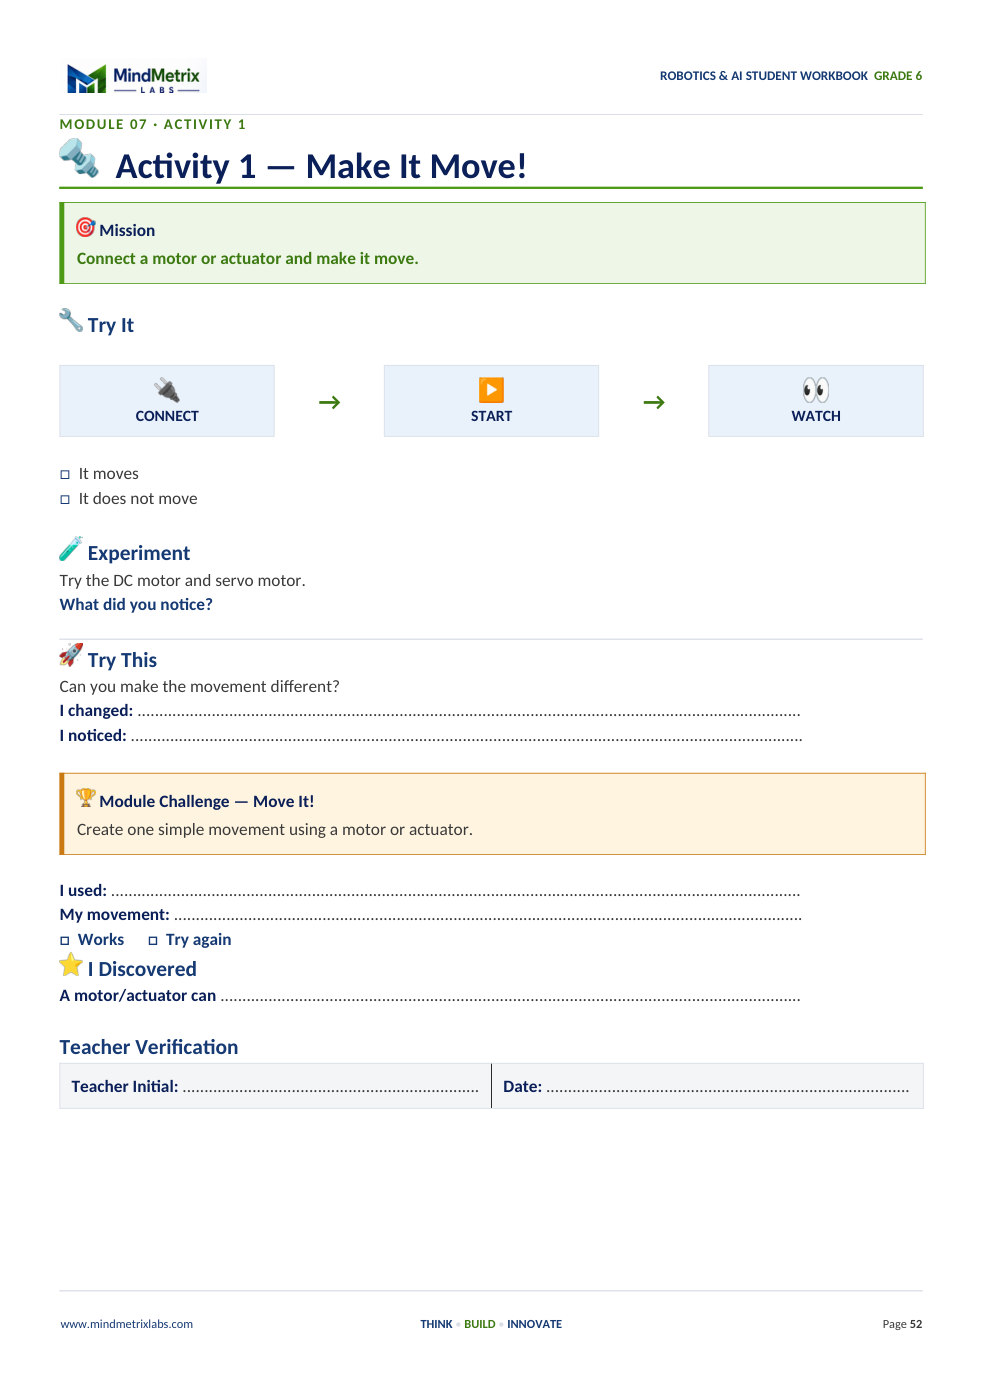 MindMetrix
LABS
ROBOTICS & AI STUDENT WORKBOOK GRADE 6
MODULE 07 · ACTIVITY 1
Activity 1 — Make It Move!
Mission
Connect a motor or actuator and make it move.
Try It
CONNECT → START → WATCH
☐ It moves
☐ It does not move
Experiment
Try the DC motor and servo motor.
What did you notice?
Try This
Can you make the movement different?
I changed: ........................................................................................................................................................
I noticed: ..........................................................................................................................................................
Module Challenge — Move It!
Create one simple movement using a motor or actuator.
I used: ..............................................................................................................................................................
My movement: ................................................................................................................................................
☐ Works ☐ Try again
I Discovered
A motor/actuator can .....................................................................................................................................
Teacher Verification
Teacher Initial: .................................................................... Date: ...................................................................................
www.mindmetrixlabs.com THINK • BUILD • INNOVATE Page 52